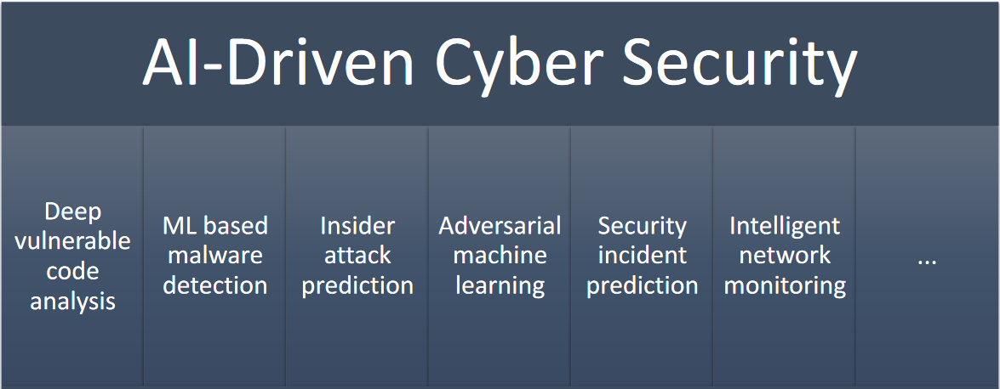 AI-Driven Cyber Security
Deep
vulnerable
code
analysis
ML based
malware
detection
Insider
attack
prediction
Adversarial
machine
learning
Security
incident
prediction
Intelligent
network
monitoring
...